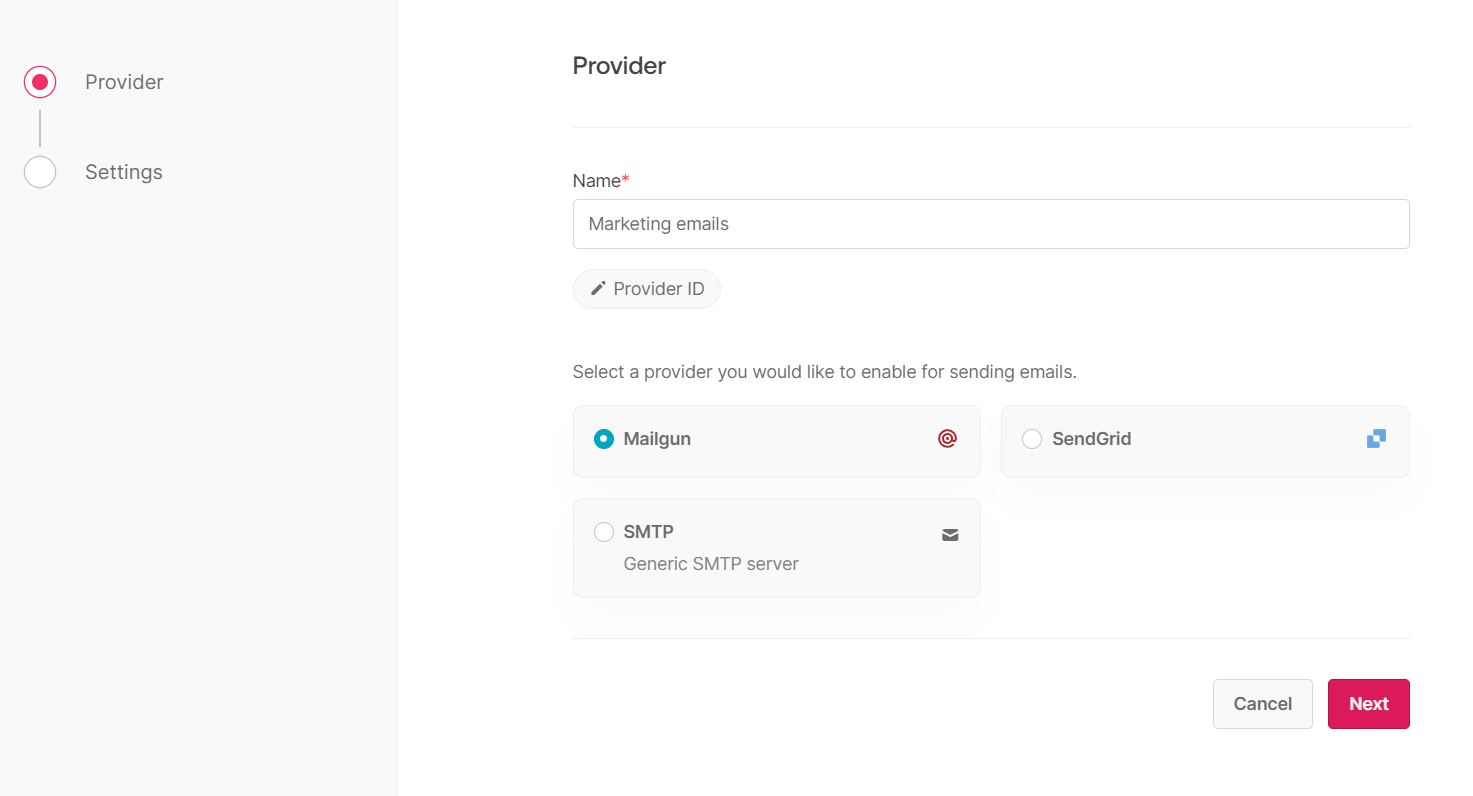 Provider
Settings
Provider
Name*
Marketing emails
Provider ID
Select a provider you would like to enable for sending emails.
Mailgun
SendGrid
SMTP
Generic SMTP server
Cancel
Next